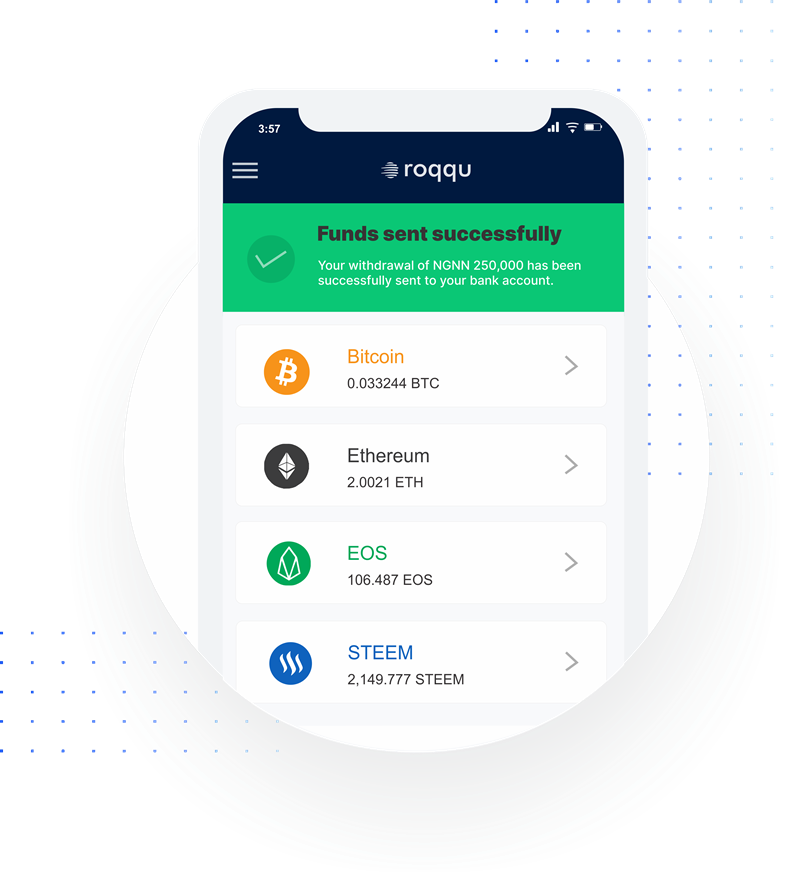 3:57
roqqu
Funds sent successfully
Your withdrawal of NGNN 250,000 has been
successfully sent to your bank account.
Bitcoin
0.033244 BTC
Ethereum
2.0021 ETH
EOS
106.487 EOS
STEEM
2,149.777 STEEM